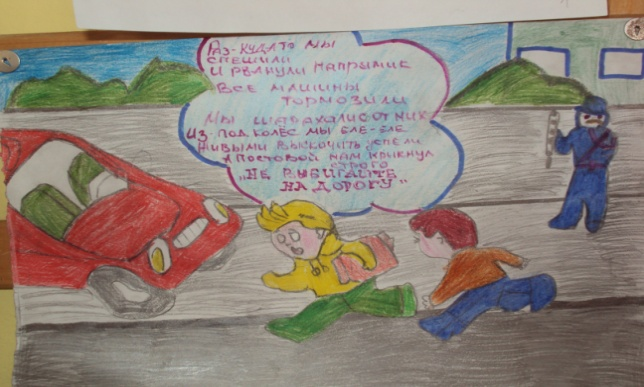 РАЗ-КУДА ТО МЫ
СПЕШИЛИ
И РВАНУЛИ НАПРЯМИК
ВСЕ МАШИНЫ
ТОРМОЗИЛИ
МЫ ШАРАХАЛИСЬ ОТ НИХ
ИЗ-ПОД КОЛЁС МЫ ЕЛЕ-ЕЛЕ
ЖИВЫМИ ВЫСКОЧИТЬ УСПЕЛИ
А ПОСТОВОЙ НАМ КРИКНУЛ
СТРОГО
„НЕ ВЫБИГАЙТЕ
НА ДОРОГУ"